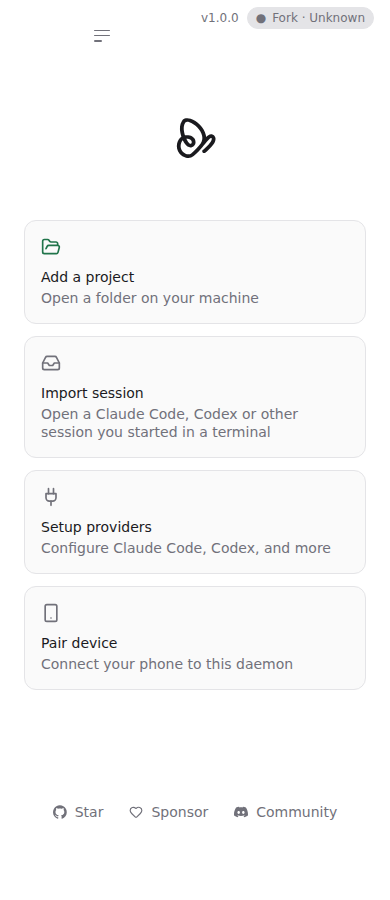 v1.0.0
Fork · Unknown
Add a project
Open a folder on your machine
Import session
Open a Claude Code, Codex or other
session you started in a terminal
Setup providers
Configure Claude Code, Codex, and more
Pair device
Connect your phone to this daemon
Star
Sponsor
Community